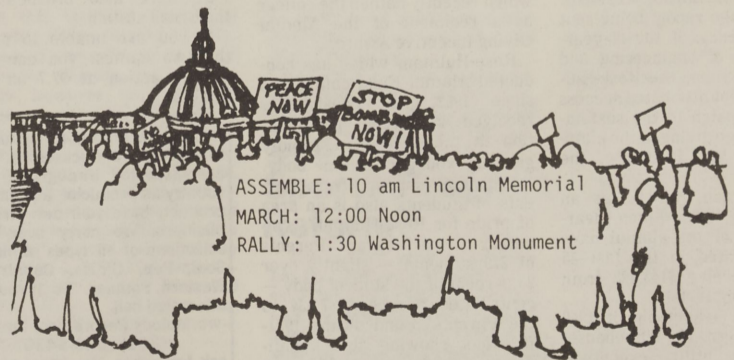 PEACE
NOW
STOP
BOMBING
NOW!
NO
ASSEMBLE: 10 am Lincoln Memorial
MARCH: 12:00 Noon
RALLY: 1:30 Washington Monument